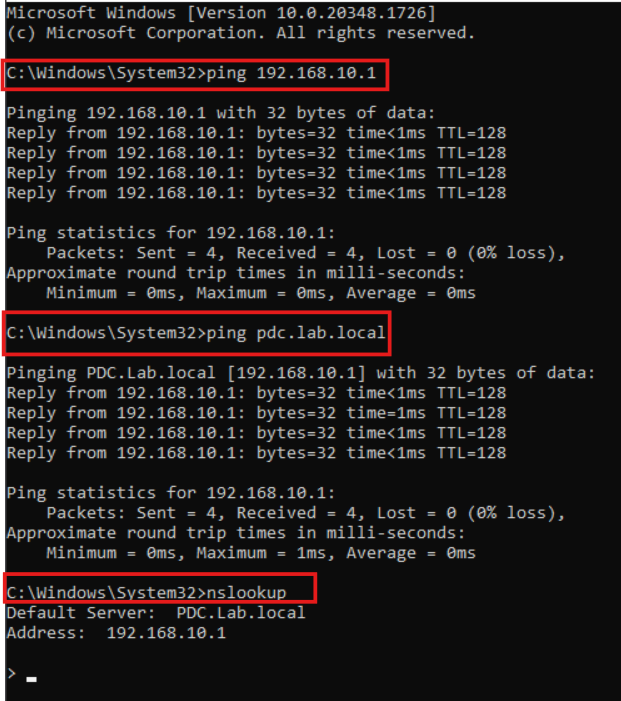 Microsoft Windows [Version 10.0.20348.1726]
(c) Microsoft Corporation. All rights reserved.
C:\Windows\System32>ping 192.168.10.1
Pinging 192.168.10.1 with 32 bytes of data:
Reply from 192.168.10.1: bytes=32 time<1ms TTL=128
Reply from 192.168.10.1: bytes=32 time<1ms TTL=128
Reply from 192.168.10.1: bytes=32 time<1ms TTL=128
Reply from 192.168.10.1: bytes=32 time<1ms TTL=128
Ping statistics for 192.168.10.1:
    Packets: Sent = 4, Received = 4, Lost = 0 (0% loss),
Approximate round trip times in milli-seconds:
    Minimum = 0ms, Maximum = 0ms, Average = 0ms
C:\Windows\System32>ping pdc.lab.local
Pinging PDC.Lab.local [192.168.10.1] with 32 bytes of data:
Reply from 192.168.10.1: bytes=32 time<1ms TTL=128
Reply from 192.168.10.1: bytes=32 time=1ms TTL=128
Reply from 192.168.10.1: bytes=32 time<1ms TTL=128
Reply from 192.168.10.1: bytes=32 time<1ms TTL=128
Ping statistics for 192.168.10.1:
    Packets: Sent = 4, Received = 4, Lost = 0 (0% loss),
Approximate round trip times in milli-seconds:
    Minimum = 0ms, Maximum = 1ms, Average = 0ms
C:\Windows\System32>nslookup
Default Server:  PDC.Lab.local
Address:  192.168.10.1
> _